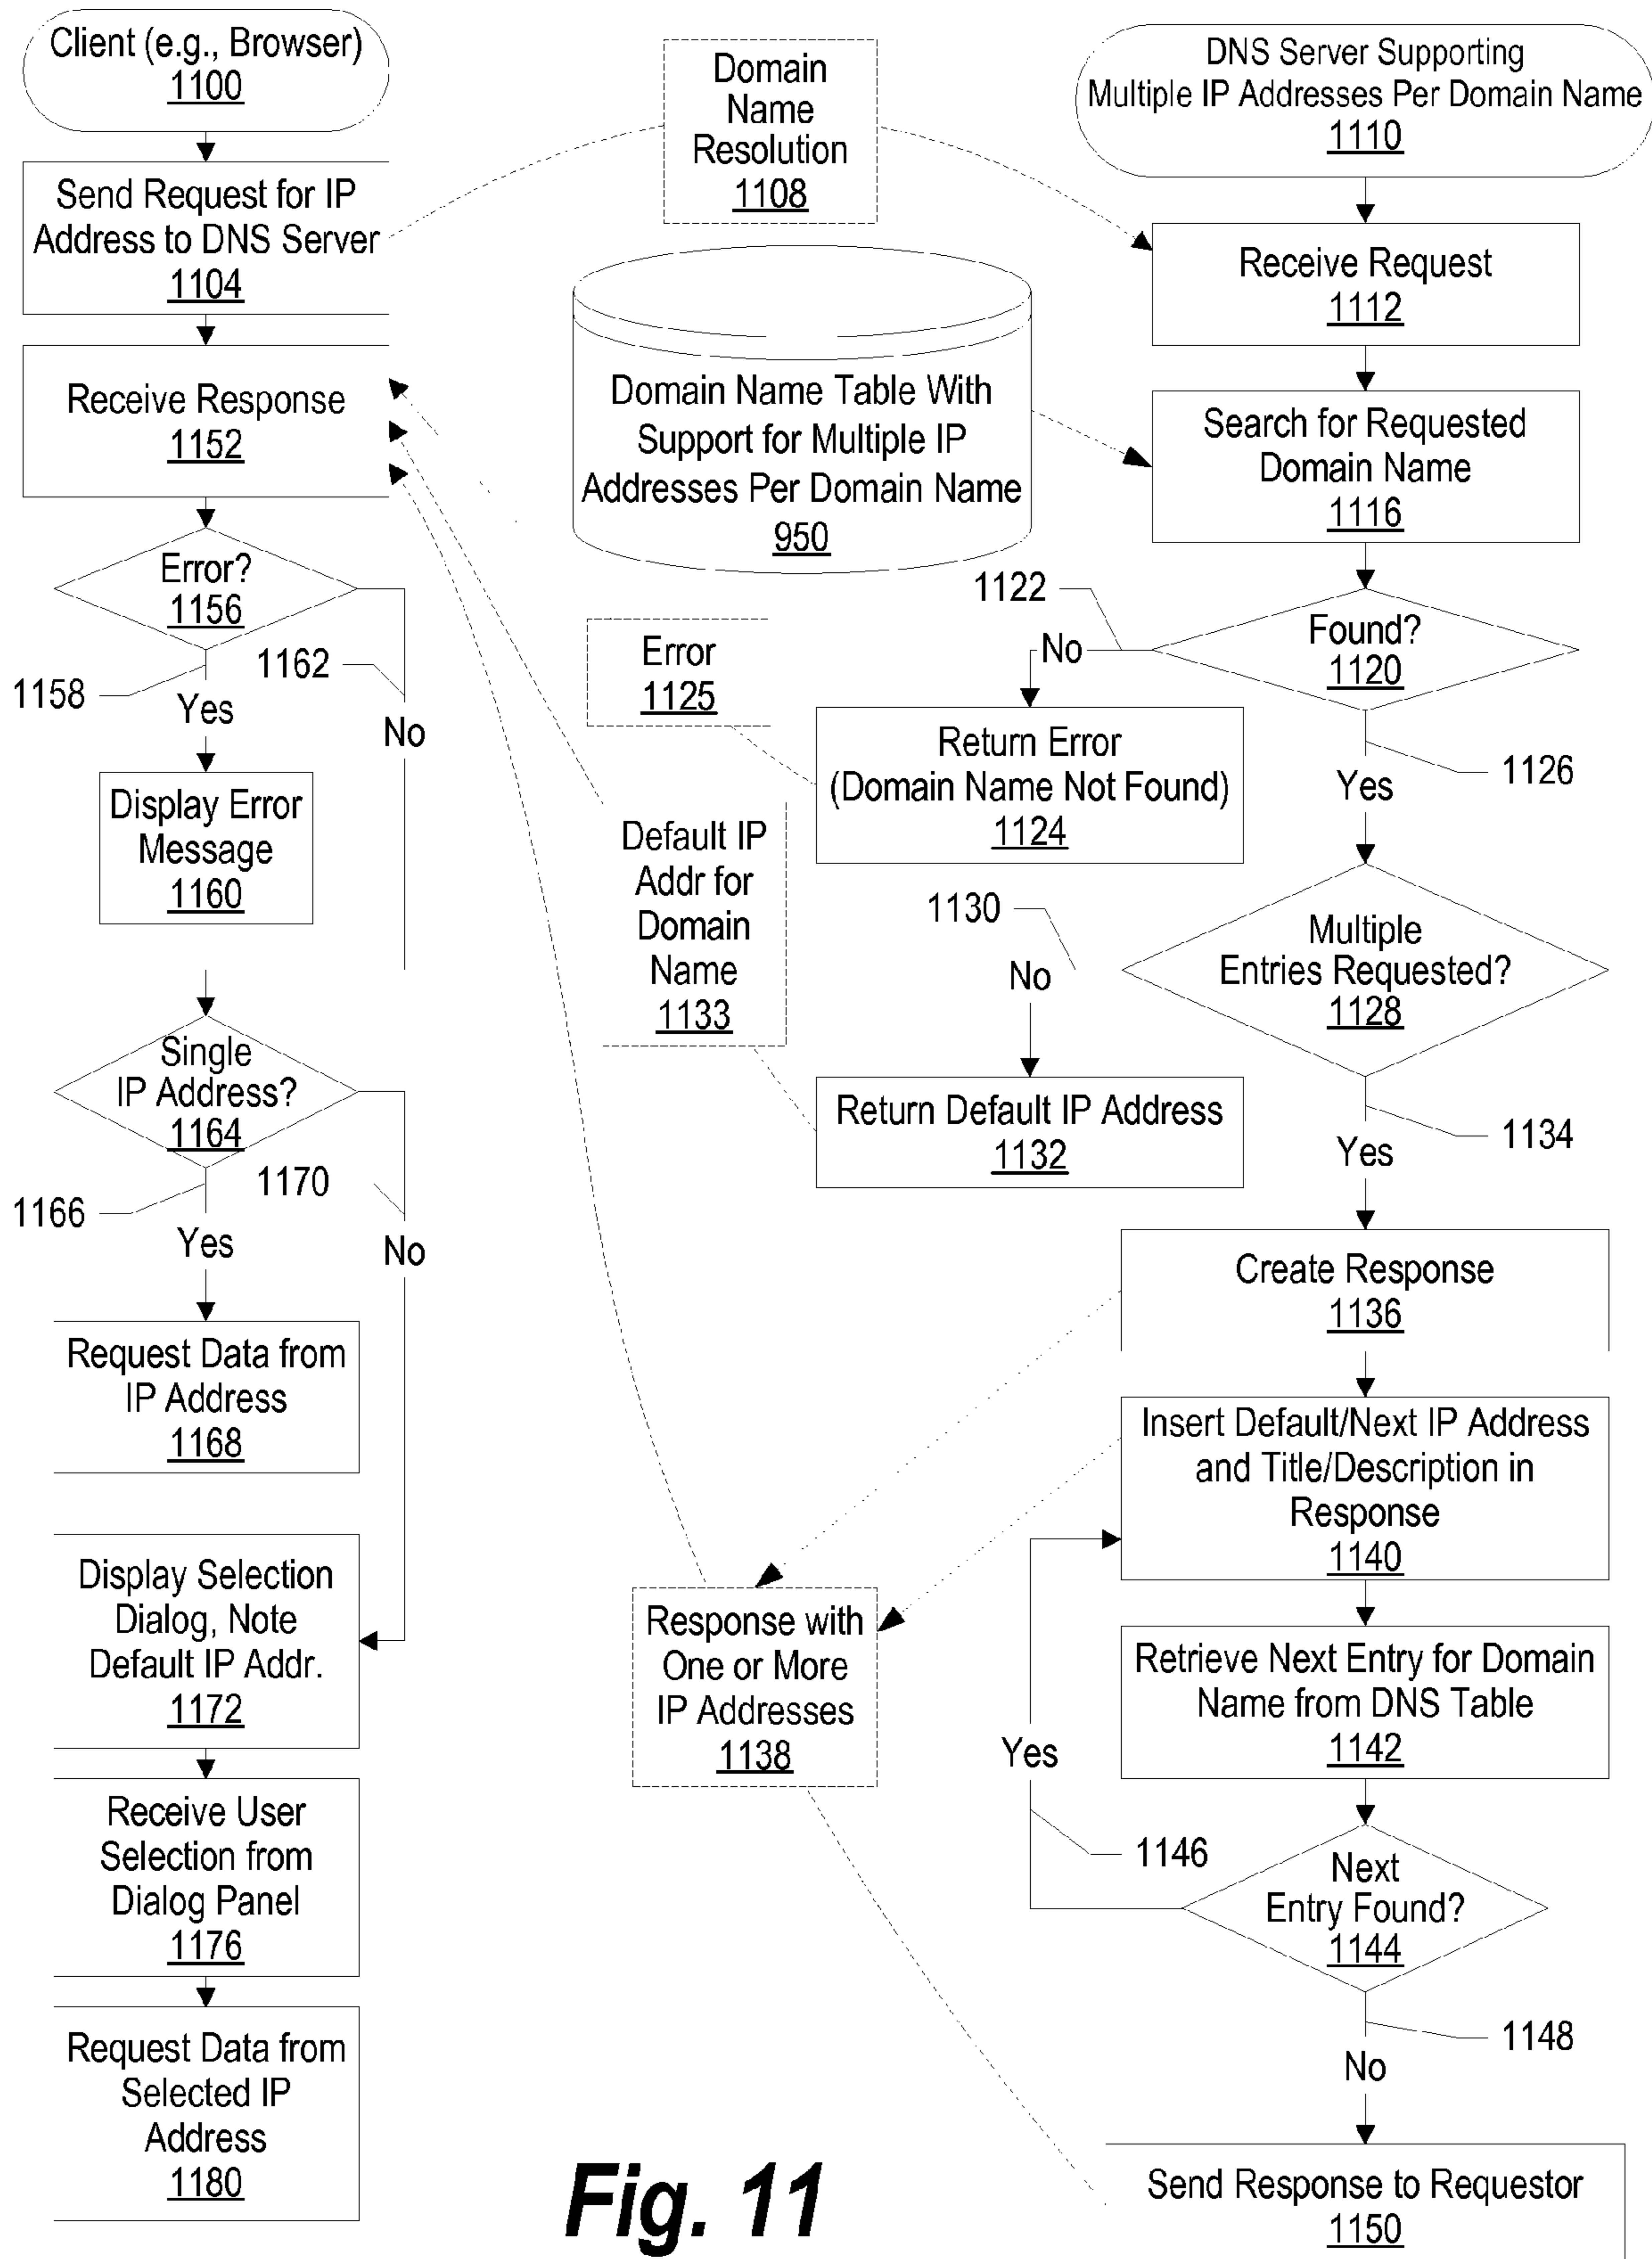 Client (e.g., Browser)
1100
Send Request for IP
Address to DNS Server
1104
Receive Response
1152
Error?
1156
1158
1162
Yes
No
Display Error
Message
1160
Single
IP Address?
1164
1166
1170
Yes
No
Request Data from
IP Address
1168
Display Selection
Dialog, Note
Default IP Addr.
1172
Receive User
Selection from
Dialog Panel
1176
Request Data from
Selected IP
Address
1180
Domain
Name
Resolution
1108
Domain Name Table With
Support for Multiple IP
Addresses Per Domain Name
950
Error
1125
Default IP
Addr for
Domain
Name
1133
Response with
One or More
IP Addresses
1138
DNS Server Supporting
Multiple IP Addresses Per Domain Name
1110
Receive Request
1112
Search for Requested
Domain Name
1116
1122
Found?
1120
No
Return Error
(Domain Name Not Found)
1124
1126
Yes
Multiple
Entries Requested?
1128
1130
No
Return Default IP Address
1132
1134
Yes
Create Response
1136
Insert Default/Next IP Address
and Title/Description in
Response
1140
Retrieve Next Entry for Domain
Name from DNS Table
1142
Yes
1146
Next
Entry Found?
1144
1148
No
Send Response to Requestor
1150
Fig. 11